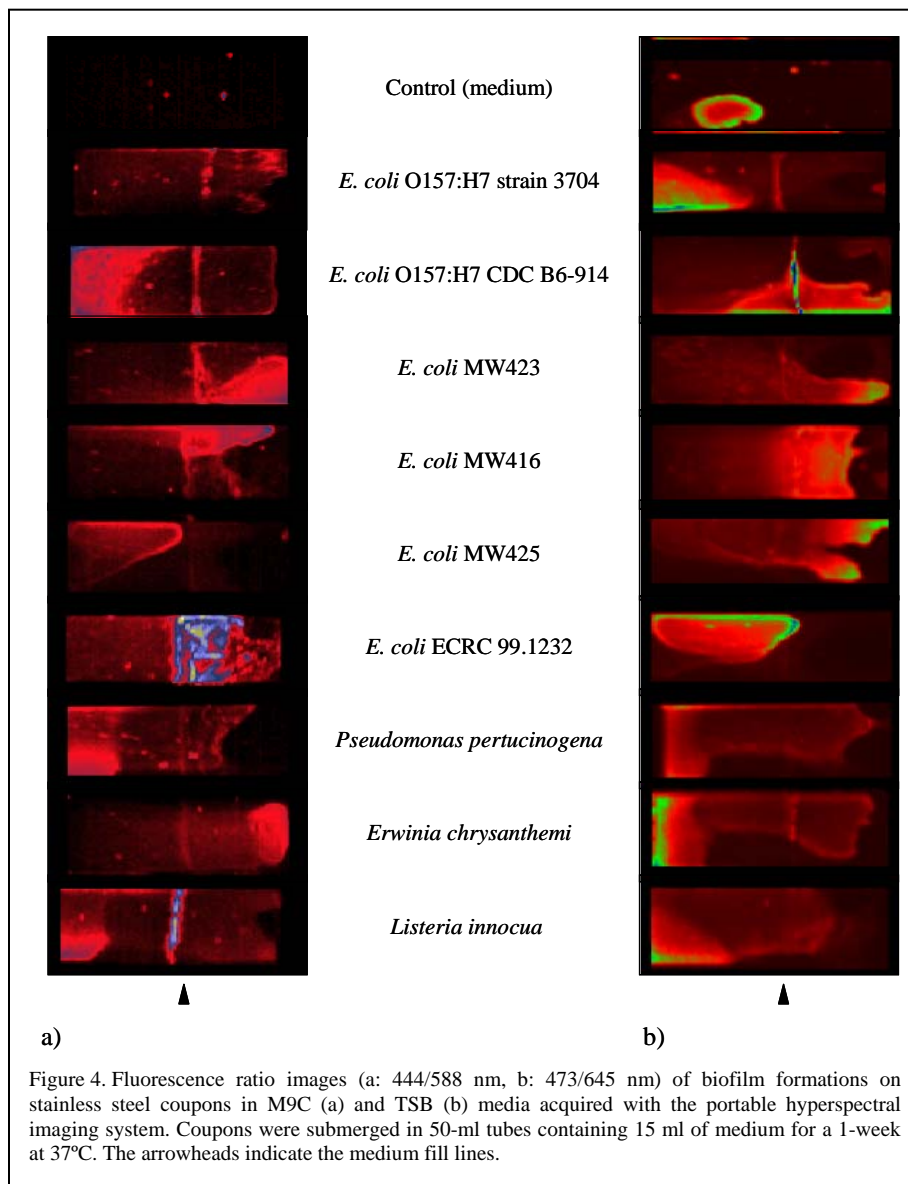 Control (medium)
E. coli O157:H7 strain 3704
E. coli O157:H7 CDC B6-914
E. coli MW423
E. coli MW416
E. coli MW425
E. coli ECRC 99.1232
Pseudomonas pertucinogena
Erwinia chrysanthemi
Listeria innocua
a)
b)
Figure 4. Fluorescence ratio images (a: 444/588 nm, b: 473/645 nm) of biofilm formations on
stainless steel coupons in M9C (a) and TSB (b) media acquired with the portable hyperspectral
imaging system. Coupons were submerged in 50-ml tubes containing 15 ml of medium for a 1-week
at 37ºC. The arrowheads indicate the medium fill lines.